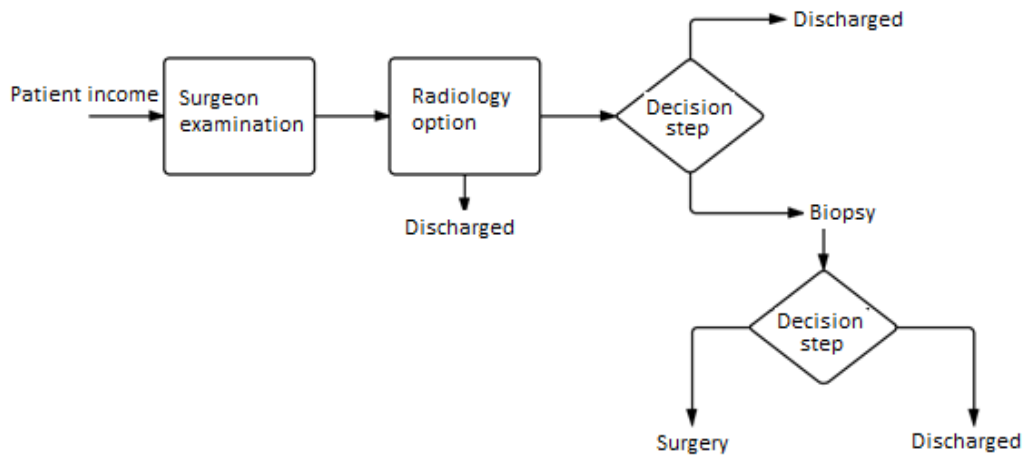 Discharged
Patient income
Surgeon
examination
Radiology
option
Decision
step
Discharged
Biopsy
Decision
step
Surgery
Discharged